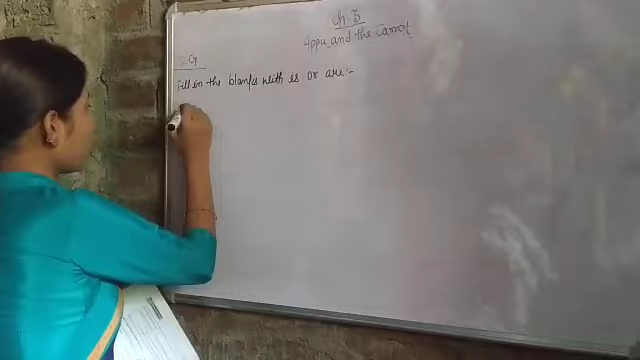 Ch-3
Appu and the Carrot
Q-G
Fill in the blanks with is or are:-